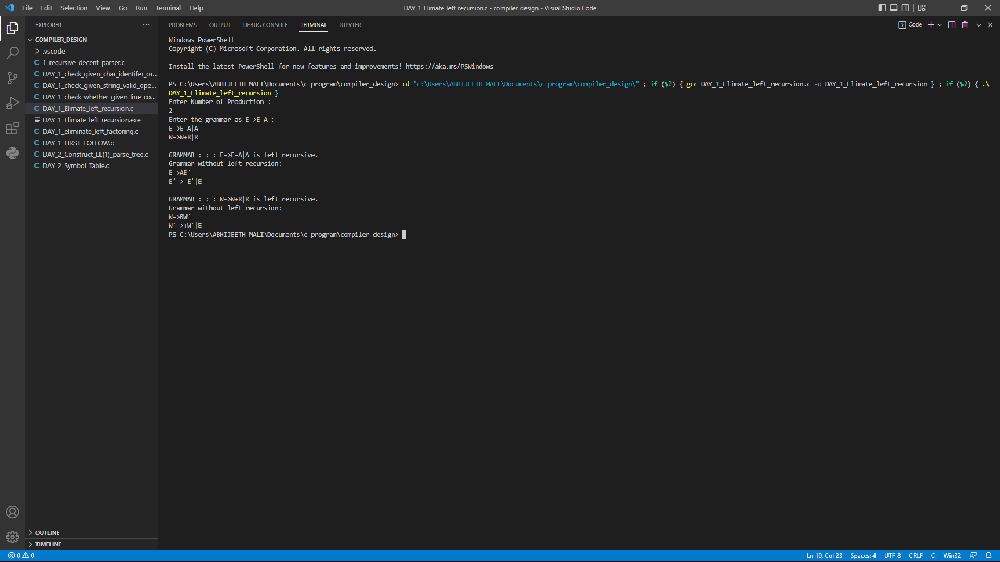 File Edit Selection View Go Run Terminal Help
DAY_1_Elimate_left_recursion.c - compiler_design - Visual Studio Code
EXPLORER
COMPILER_DESIGN
.vscode
C 1_recursive_decent_parser.c
C DAY_1_check_given_char_identifer_or...
C DAY_1_check_given_string_valid_ope...
C DAY_1_check_whether_given_line_co...
C DAY_1_Elimate_left_recursion.c
DAY_1_Elimate_left_recursion.exe
C DAY_1_eliminate_left_factoring.c
C DAY_1_FIRST_FOLLOW.c
C DAY_2_Construct_LL(1)_parse_tree.c
C DAY_2_Symbol_Table.c
OUTLINE
TIMELINE
PROBLEMS OUTPUT DEBUG CONSOLE TERMINAL JUPYTER
Code
Windows PowerShell
Copyright (C) Microsoft Corporation. All rights reserved.
Install the latest PowerShell for new features and improvements! https://aka.ms/PSWindows
PS C:\Users\ABHIJEETH MALI\Documents\c program\compiler_design> cd "c:\Users\ABHIJEETH MALI\Documents\c program\compiler_design\" ; if ($?) { gcc DAY_1_Elimate_left_recursion.c -o DAY_1_Elimate_left_recursion } ; if ($?) { .\
DAY_1_Elimate_left_recursion }
Enter Number of Production :
2
Enter the grammar as E->E-A :
E->E-A|A
W->W+R|R
GRAMMAR : : : E->E-A|A is left recursive.
Grammar without left recursion:
E->AE'
E'->-E'|E
GRAMMAR : : : W->W+R|R is left recursive.
Grammar without left recursion:
W->RW'
W'->+W'|E
PS C:\Users\ABHIJEETH MALI\Documents\c program\compiler_design>
0 0
Ln 10, Col 23 Spaces: 4 UTF-8 CRLF C Win32